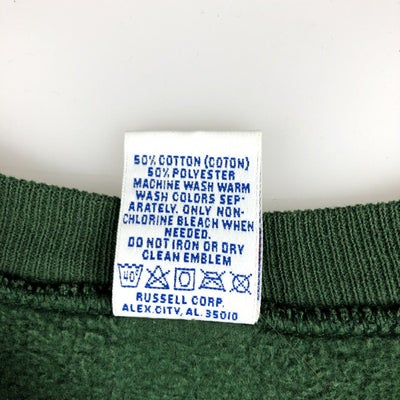 50% COTTON (COTON)
50% POLYESTER
MACHINE WASH WARM
WASH COLORS SEP-
ARATELY. ONLY NON-
CHLORINE BLEACH WHEN
NEEDED.
DO NOT IRON OR DRY
CLEAN EMBLEM
40°
RUSSELL CORP.
ALEX.CITY, AL. 35010